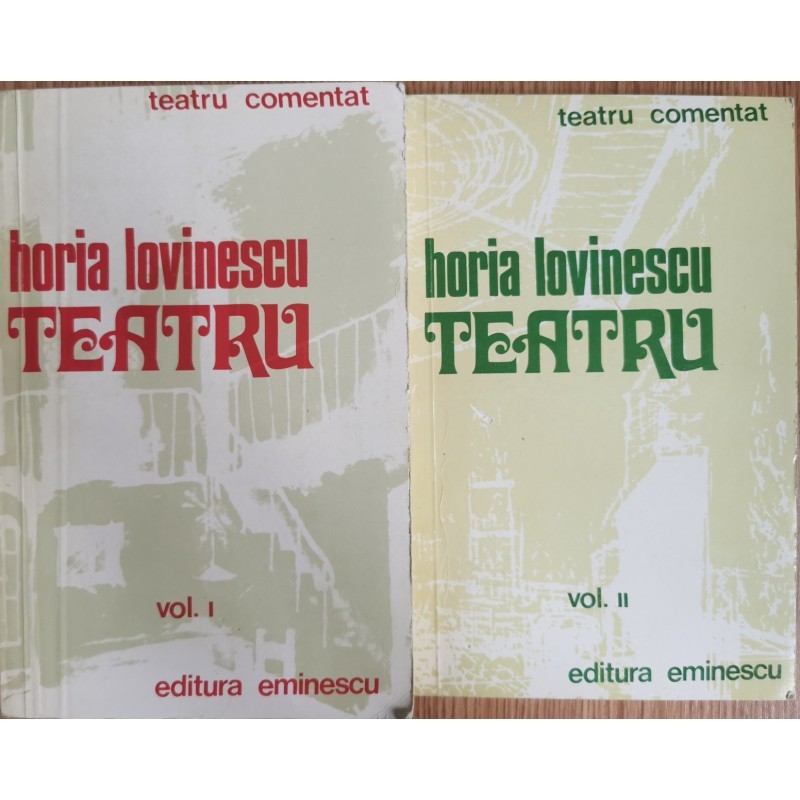 teatru comentat
horia lovinescu
TEATRU
vol. I
editura eminescu
teatru comentat
horia lovinescu
TEATRU
vol. II
editura eminescu